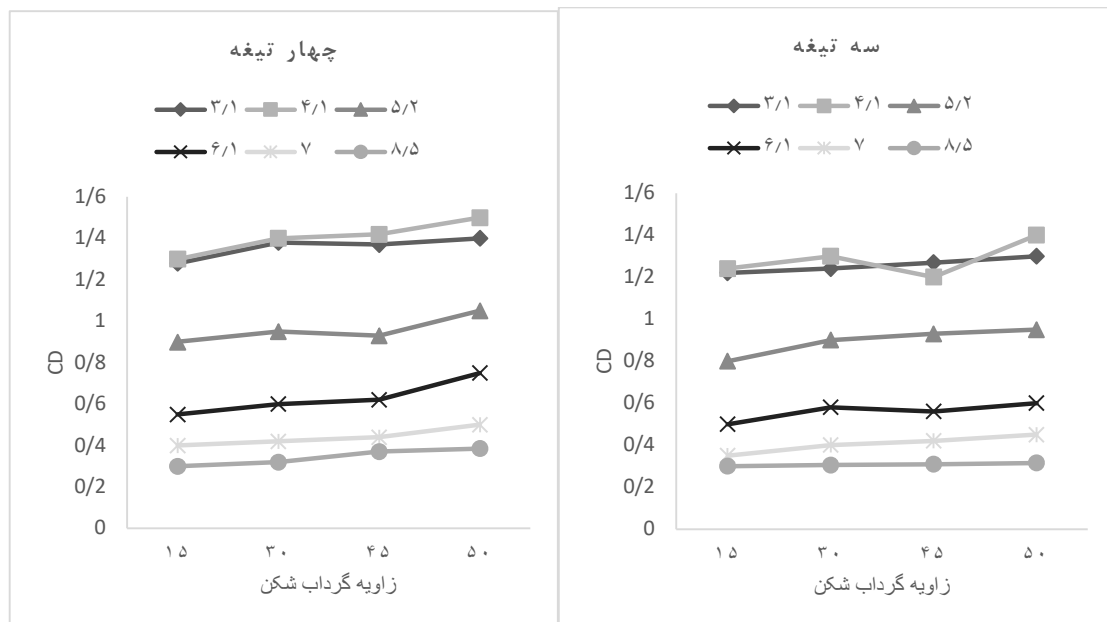 چهار تیغه
۳٫۱ ۴٫۱ ۵٫۲
۶٫۱ ۷ ۸٫۵
1/6
1/4
1/2
1
0/8
0/6
0/4
0/2
0
CD
۱۵ ۳۰ ۴۵ ۵۰
زاویه گرداب شکن
سه تیغه
۳٫۱ ۴٫۱ ۵٫۲
۶٫۱ ۷ ۸٫۵
1/6
1/4
1/2
1
0/8
0/6
0/4
0/2
0
CD
۱۵ ۳۰ ۴۵ ۵۰
زاویه گرداب شکن